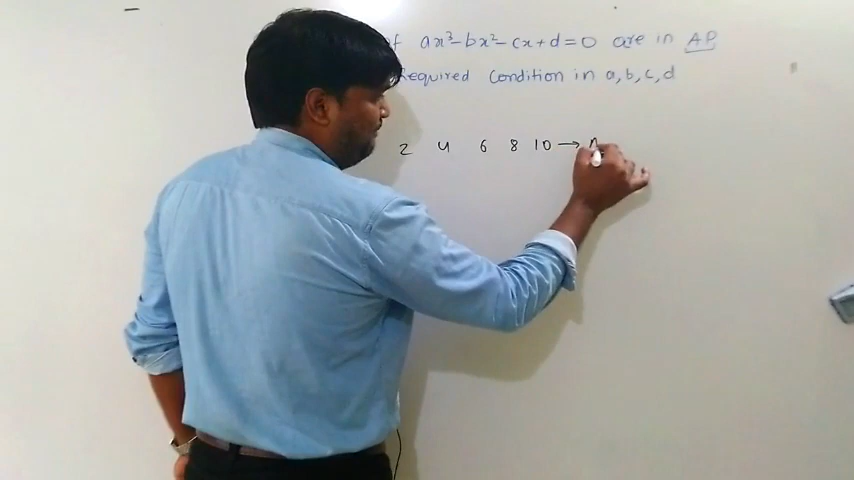 f ax³-bx²-cx+d=0 are in AP
Required Condition in a,b,c,d
2 4 6 8 10 →